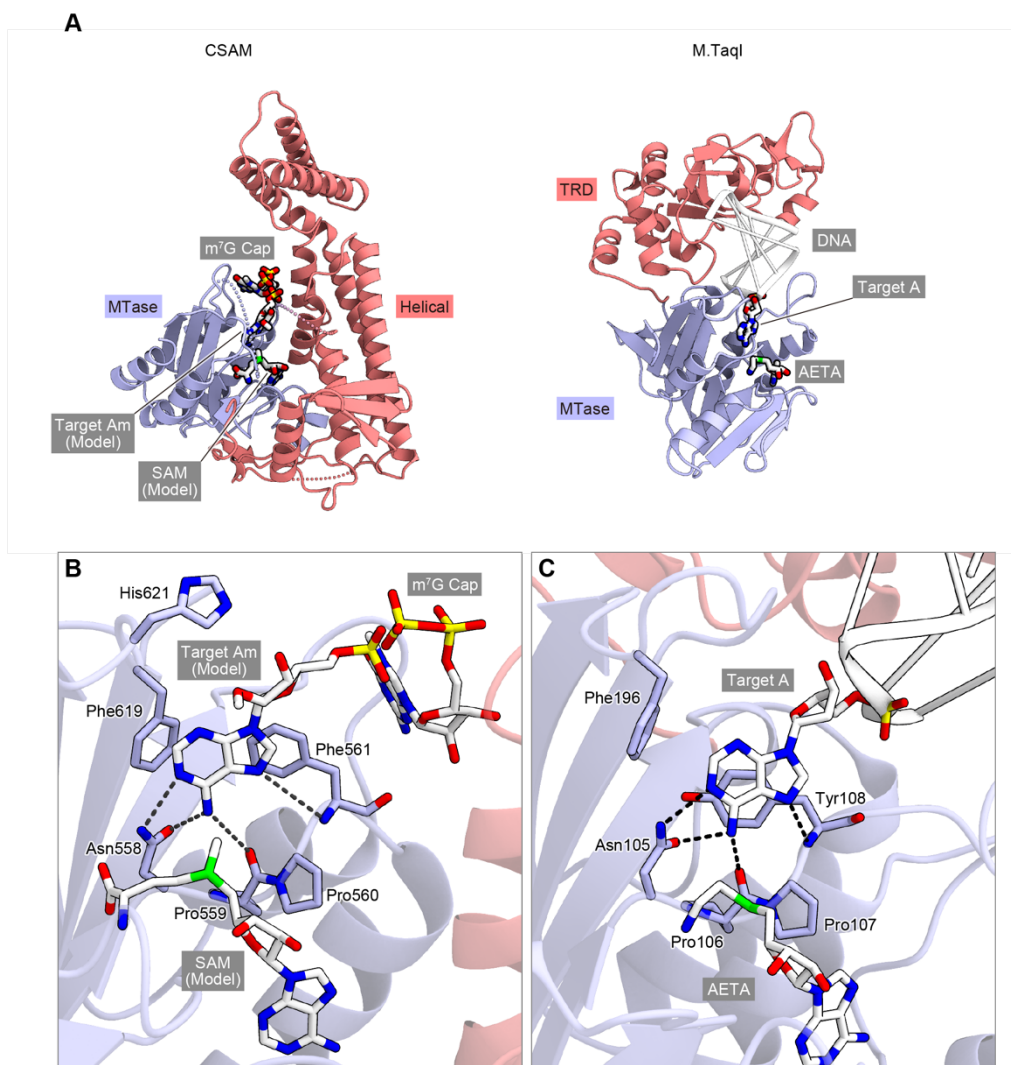 A
CSAM
M.TaqI
TRD
m⁷G Cap
DNA
MTase
Helical
Target A
AETA
Target Am
(Model)
MTase
SAM
(Model)
B
His621
m⁷G Cap
Target Am
(Model)
Phe619
Phe561
Asn558
Pro560
Pro559
SAM
(Model)
C
Target A
Phe196
Tyr108
Asn105
Pro107
Pro106
AETA